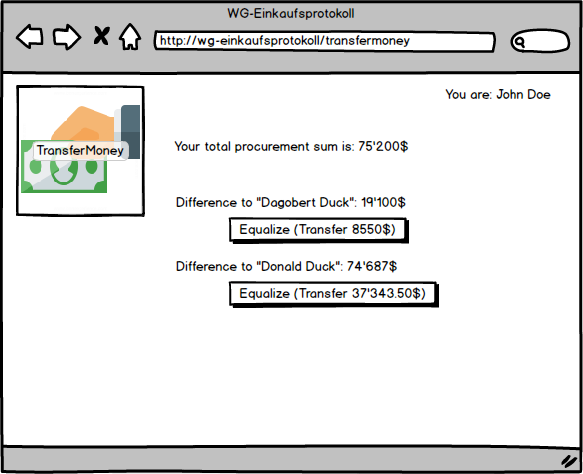 WG-Einkaufsprotokoll
http://wg-einkaufsprotokoll/transfermoney
You are: John Doe
TransferMoney
Your total procurement sum is: 75'200$
Difference to "Dagobert Duck": 19'100$
Equalize (Transfer 8550$)
Difference to "Donald Duck": 74'687$
Equalize (Transfer 37'343.50$)